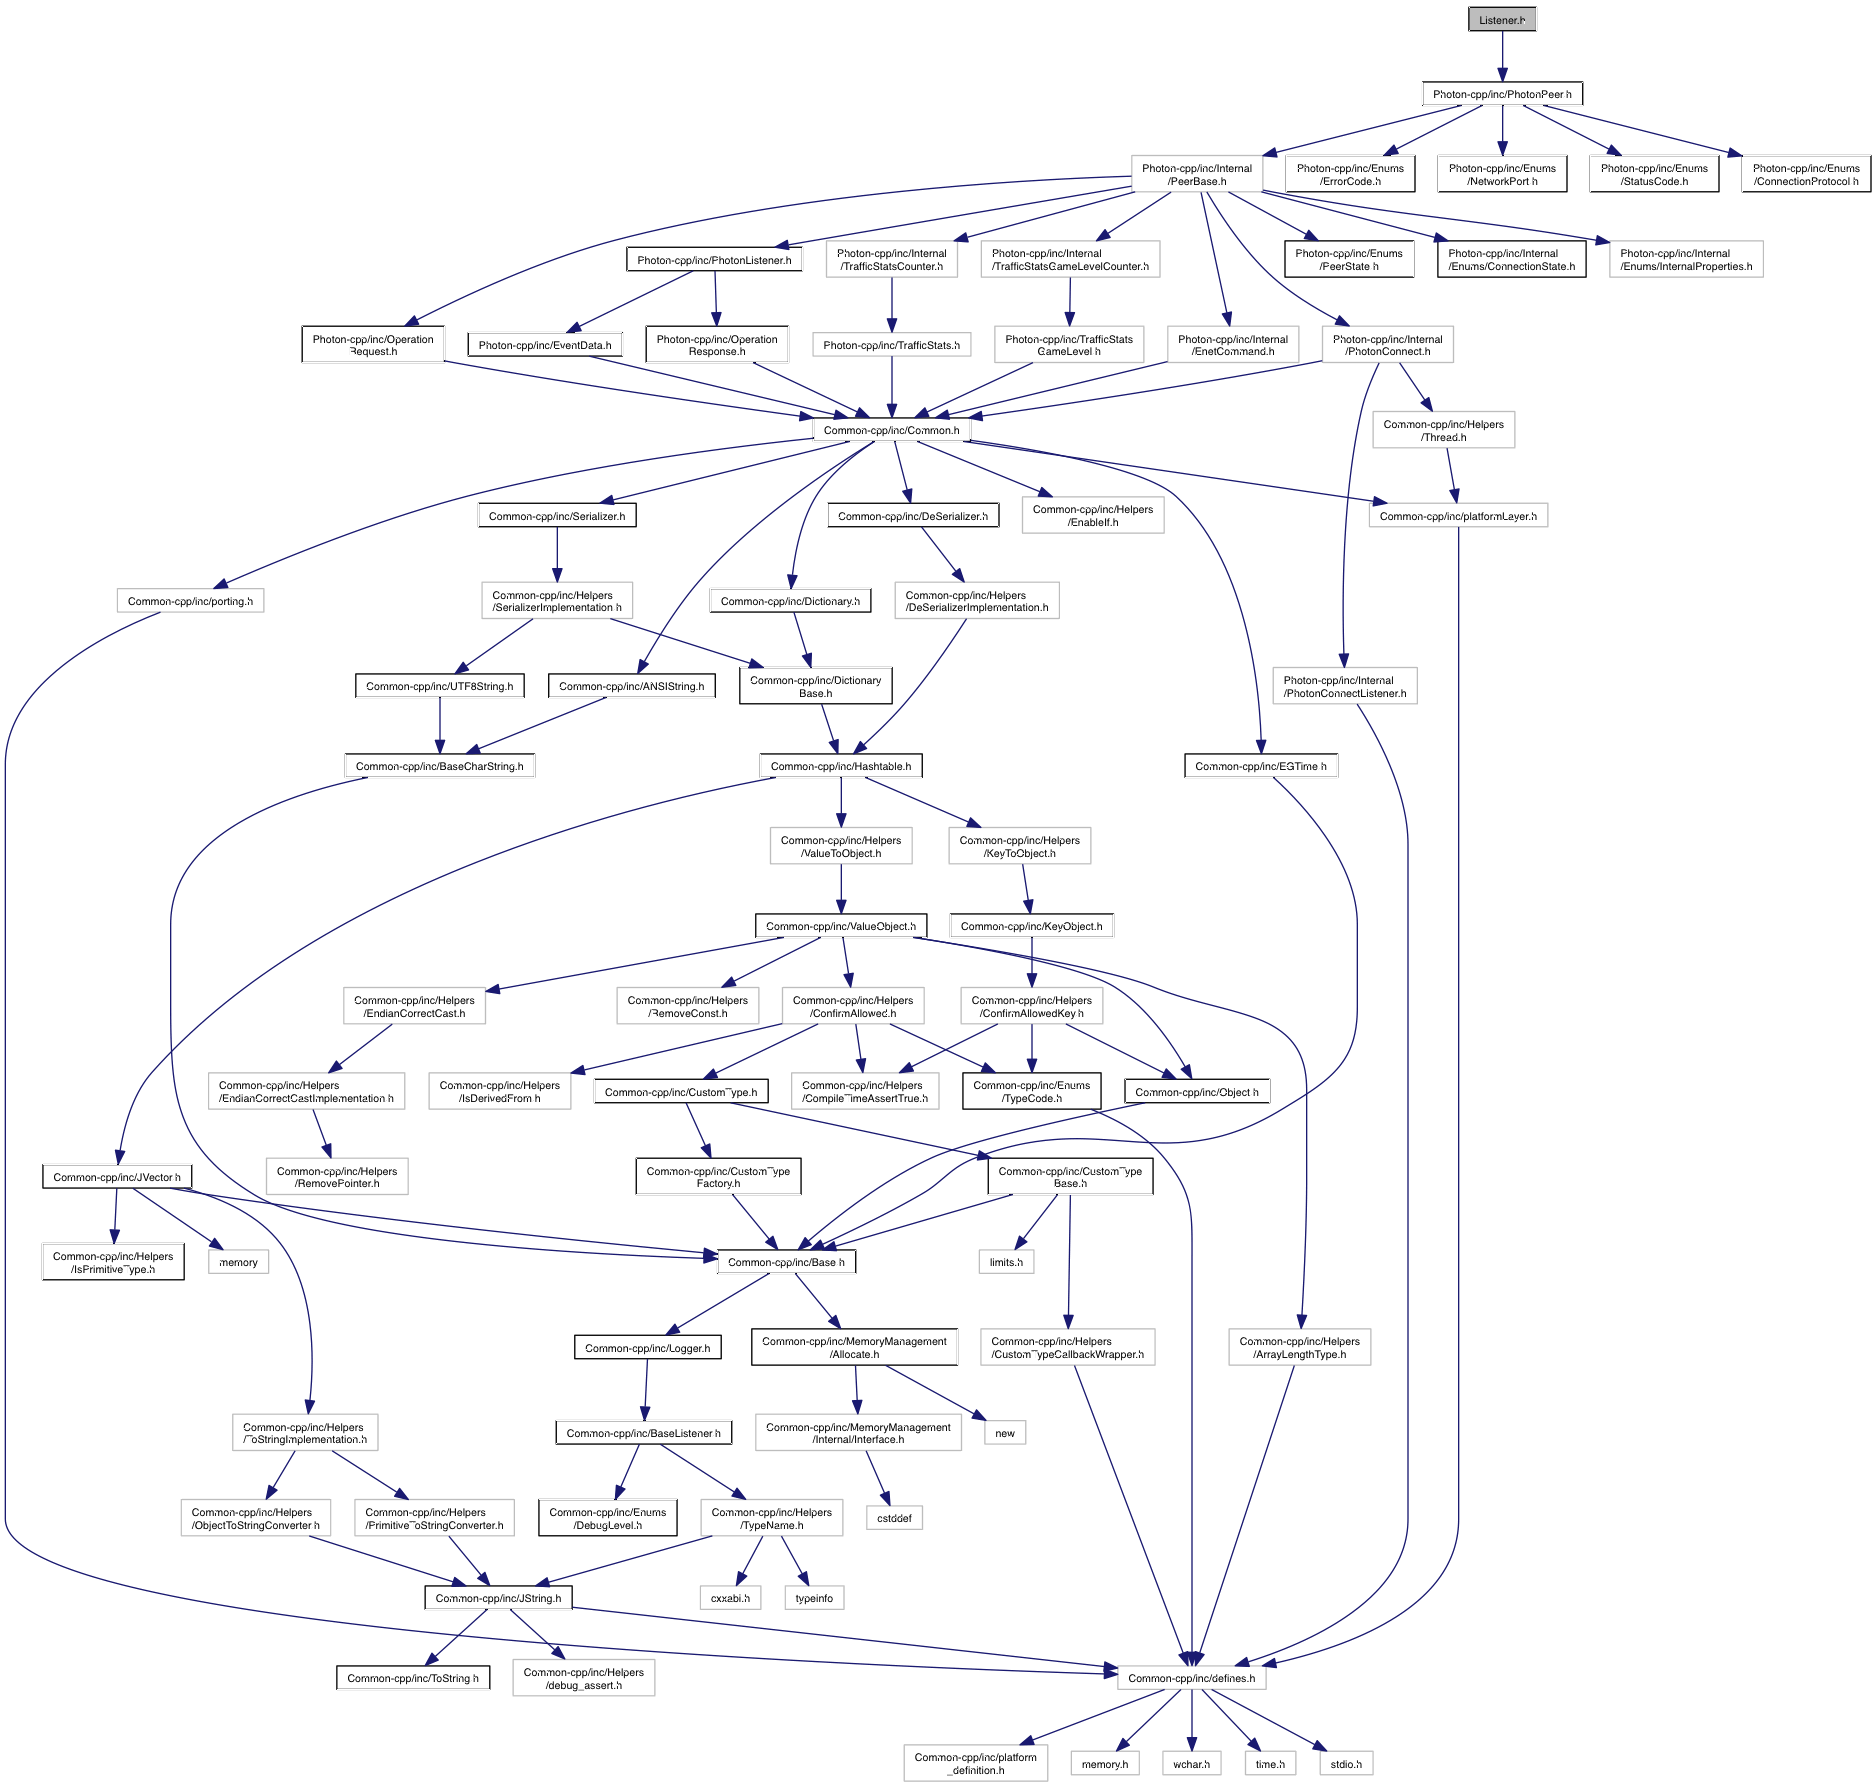 Listener.h
Photon-cpp/inc/PhotonPeer.h
Photon-cpp/inc/Internal
/PeerBase.h
Photon-cpp/inc/Enums
/ErrorCode.h
Photon-cpp/inc/Enums
/NetworkPort.h
Photon-cpp/inc/Enums
/StatusCode.h
Photon-cpp/inc/Enums
/ConnectionProtocol.h
Photon-cpp/inc/PhotonListener.h
Photon-cpp/inc/Internal
/TrafficStatsCounter.h
Photon-cpp/inc/Internal
/TrafficStatsGameLevelCounter.h
Photon-cpp/inc/Enums
/PeerState.h
Photon-cpp/inc/Internal
/Enums/ConnectionState.h
Photon-cpp/inc/Internal
/Enums/InternalProperties.h
Photon-cpp/inc/Operation
Request.h
Photon-cpp/inc/EventData.h
Photon-cpp/inc/Operation
Response.h
Photon-cpp/inc/TrafficStats.h
Photon-cpp/inc/TrafficStats
GameLevel.h
Photon-cpp/inc/Internal
/EnetCommand.h
Photon-cpp/inc/Internal
/PhotonConnect.h
Common-cpp/inc/Common.h
Common-cpp/inc/Helpers
/Thread.h
Common-cpp/inc/Serializer.h
Common-cpp/inc/DeSerializer.h
Common-cpp/inc/Helpers
/EnableIf.h
Common-cpp/inc/platformLayer.h
Common-cpp/inc/porting.h
Common-cpp/inc/Helpers
/SerializerImplementation.h
Common-cpp/inc/Dictionary.h
Common-cpp/inc/Helpers
/DeSerializerImplementation.h
Common-cpp/inc/UTF8String.h
Common-cpp/inc/ANSIString.h
Common-cpp/inc/Dictionary
Base.h
Photon-cpp/inc/Internal
/PhotonConnectListener.h
Common-cpp/inc/BaseCharString.h
Common-cpp/inc/Hashtable.h
Common-cpp/inc/EGTime.h
Common-cpp/inc/Helpers
/ValueToObject.h
Common-cpp/inc/Helpers
/KeyToObject.h
Common-cpp/inc/ValueObject.h
Common-cpp/inc/KeyObject.h
Common-cpp/inc/Helpers
/EndianCorrectCast.h
Common-cpp/inc/Helpers
/RemoveConst.h
Common-cpp/inc/Helpers
/ConfirmAllowed.h
Common-cpp/inc/Helpers
/ConfirmAllowedKey.h
Common-cpp/inc/Helpers
/EndianCorrectCastImplementation.h
Common-cpp/inc/Helpers
/IsDerivedFrom.h
Common-cpp/inc/CustomType.h
Common-cpp/inc/Helpers
/CompileTimeAssertTrue.h
Common-cpp/inc/Enums
/TypeCode.h
Common-cpp/inc/Object.h
Common-cpp/inc/JVector.h
Common-cpp/inc/Helpers
/RemovePointer.h
Common-cpp/inc/CustomType
Factory.h
Common-cpp/inc/CustomType
Base.h
Common-cpp/inc/Helpers
/IsPrimitiveType.h
memory
Common-cpp/inc/Base.h
limits.h
Common-cpp/inc/Logger.h
Common-cpp/inc/MemoryManagement
/Allocate.h
Common-cpp/inc/Helpers
/CustomTypeCallbackWrapper.h
Common-cpp/inc/Helpers
/ArrayLengthType.h
Common-cpp/inc/Helpers
/ToStringImplementation.h
Common-cpp/inc/BaseListener.h
Common-cpp/inc/MemoryManagement
/Internal/Interface.h
new
Common-cpp/inc/Helpers
/ObjectToStringConverter.h
Common-cpp/inc/Helpers
/PrimitiveToStringConverter.h
Common-cpp/inc/Enums
/DebugLevel.h
Common-cpp/inc/Helpers
/TypeName.h
cstddef
Common-cpp/inc/JString.h
cxxabi.h
typeinfo
Common-cpp/inc/ToString.h
Common-cpp/inc/Helpers
/debug_assert.h
Common-cpp/inc/defines.h
Common-cpp/inc/platform
_definition.h
memory.h
wchar.h
time.h
stdio.h